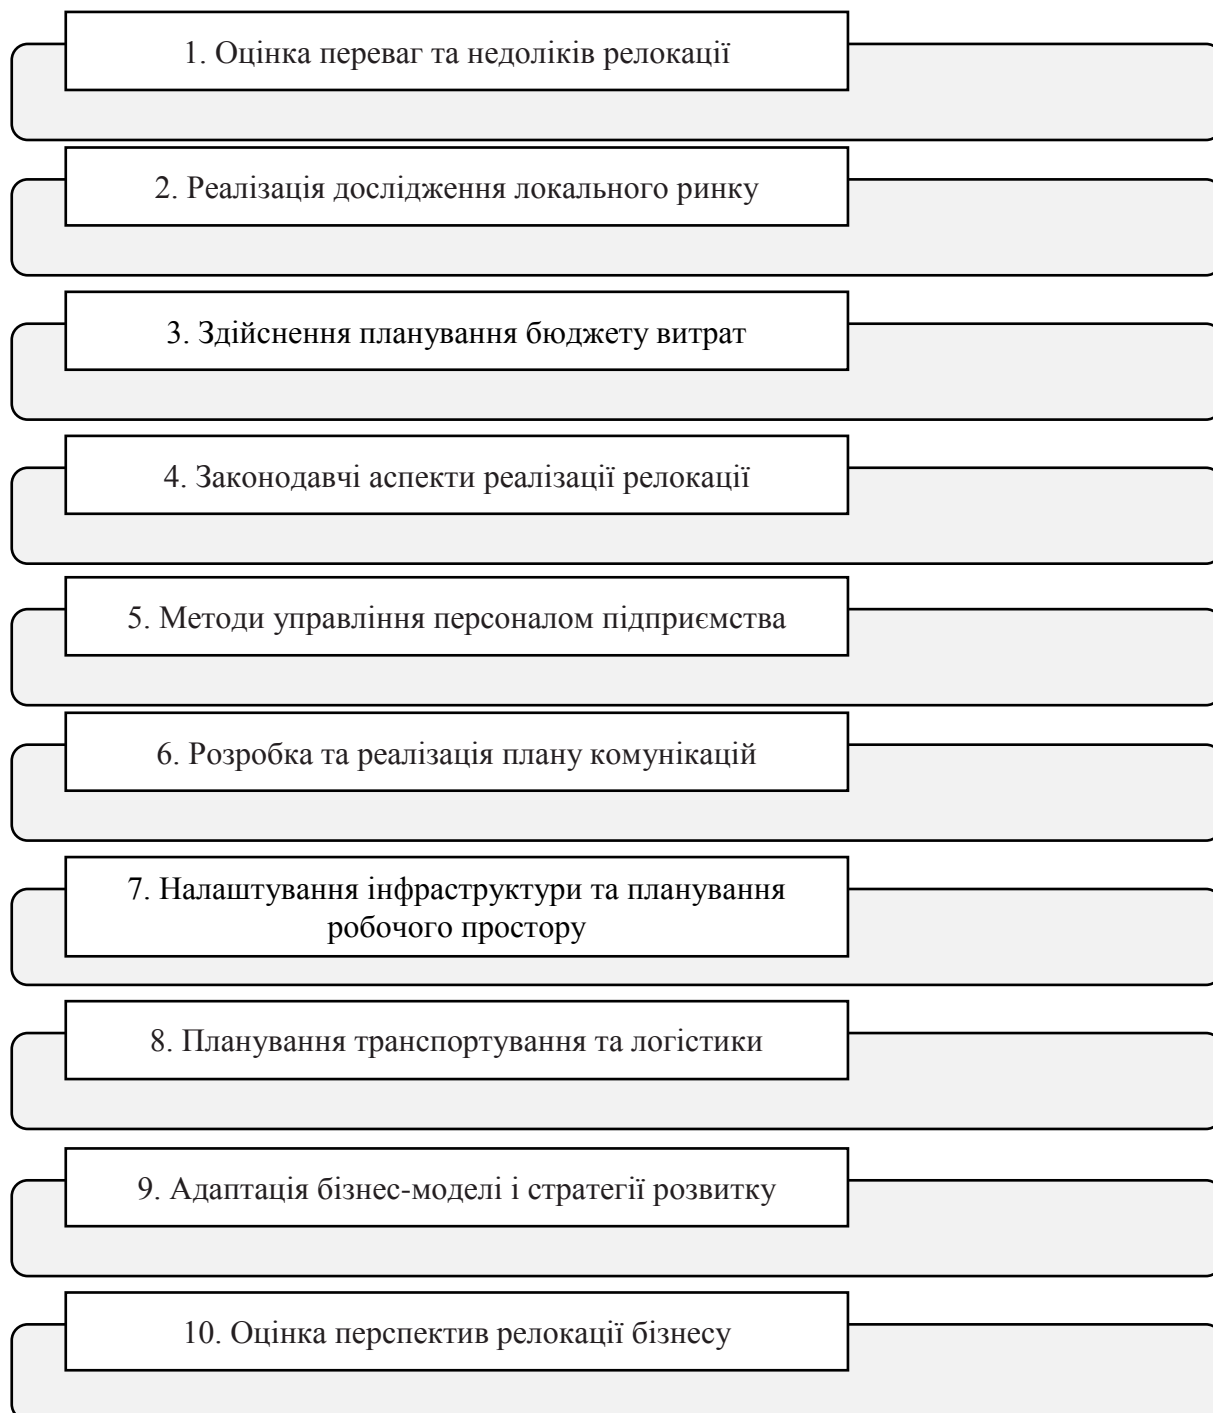 1. Оцінка переваг та недоліків релокації
2. Реалізація дослідження локального ринку
3. Здійснення планування бюджету витрат
4. Законодавчі аспекти реалізації релокації
5. Методи управління персоналом підприємства
6. Розробка та реалізація плану комунікацій
7. Налаштування інфраструктури та планування
робочого простору
8. Планування транспортування та логістики
9. Адаптація бізнес-моделі і стратегії розвитку
10. Оцінка перспектив релокації бізнесу